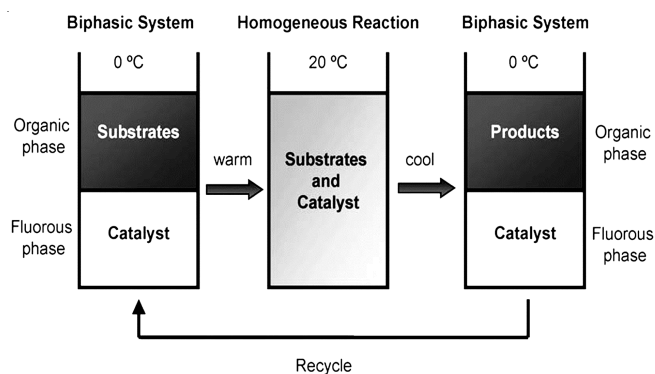 Biphasic System
Homogeneous Reaction
Biphasic System
0 ºC
20 ºC
0 ºC
Organic
phase
Substrates
warm
Substrates
and
Catalyst
cool
Products
Organic
phase
Fluorous
phase
Catalyst
Catalyst
Fluorous
phase
Recycle